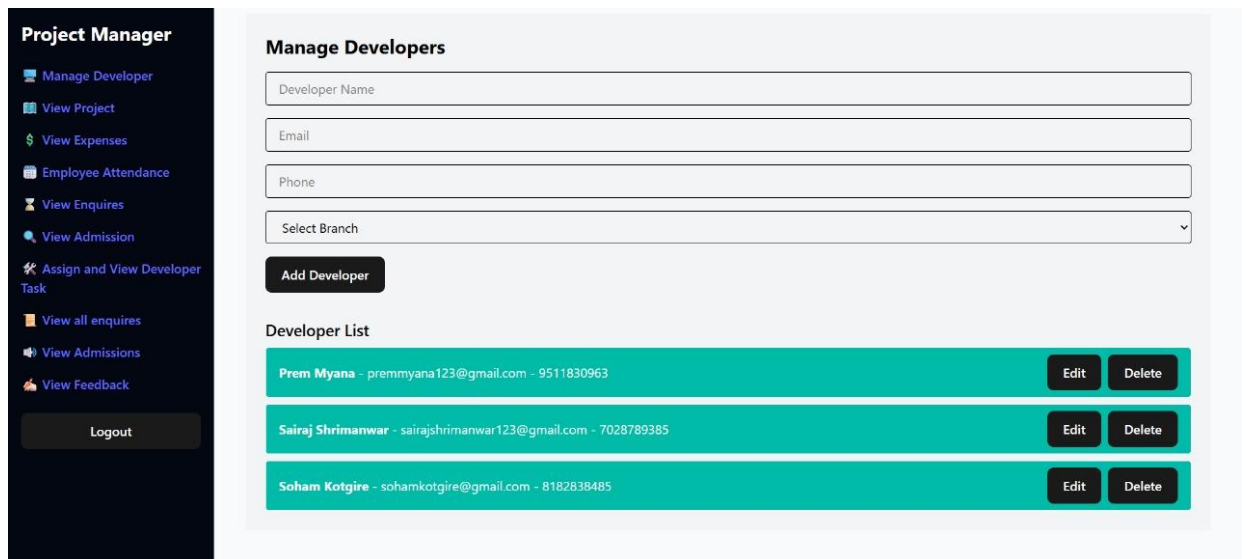 Project Manager
Manage Developer
View Project
View Expenses
Employee Attendance
View Enquires
View Admission
Assign and View Developer
Task
View all enquires
View Admissions
View Feedback
Logout
Manage Developers
Developer Name
Email
Phone
Select Branch
Add Developer
Developer List
Prem Myana - premmyana123@gmail.com - 9511830963 Edit Delete
Sairaj Shrimanwar - sairajshrimanwar123@gmail.com - 7028789385 Edit Delete
Soham Kotgire - sohamkotgire@gmail.com - 8182838485 Edit Delete